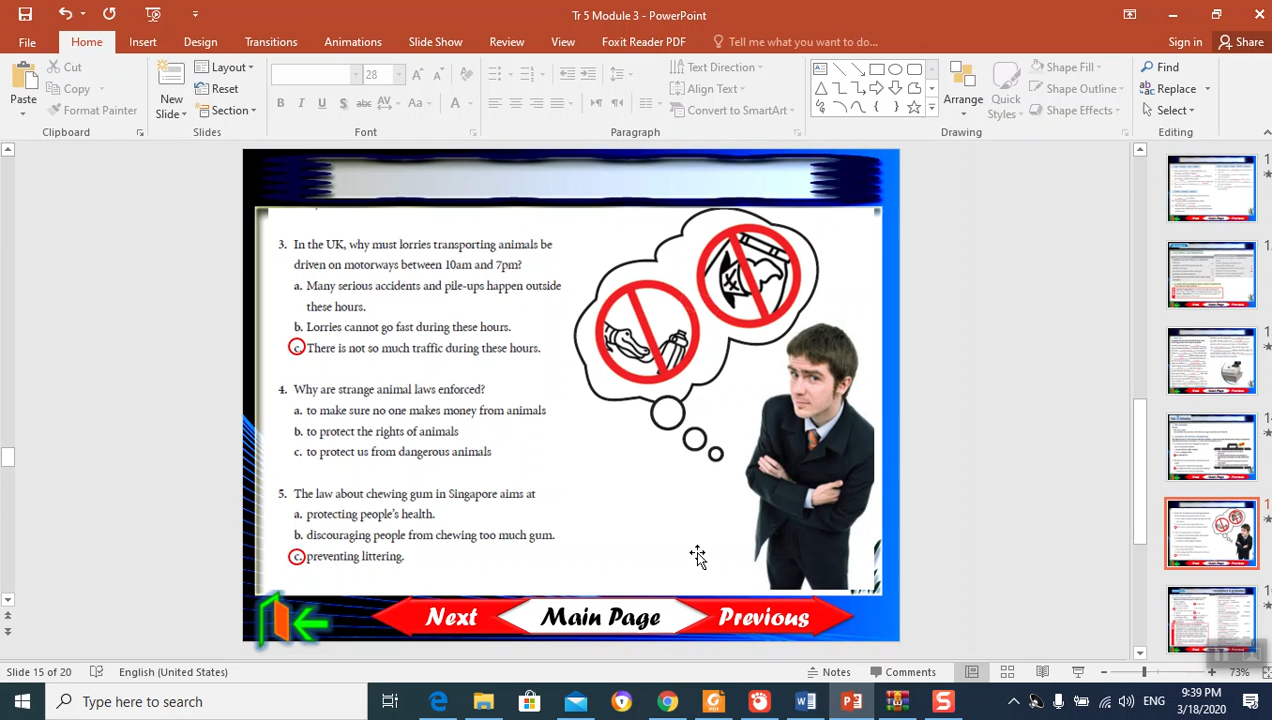 Tr 5 Module 3 - PowerPoint
File
Home
Insert
Design
Transitions
Animations
Slide Show
Review
View
Foxit Reader PDF
Tell me what you want to do...
Sign in
Share
Paste
Cut
Copy
Format Painter
Clipboard
New
Slide
Layout
Reset
Section
Slides
28
Font
Text Direction
Align Text
Convert to SmartArt
Paragraph
Arrange
Quick
Styles
Shape Fill
Shape Outline
Shape Effects
Drawing
Find
Replace
Select
Editing
3. In the UK, why must lorries transporting animals be
driven on motorways between 10am and 4pm?
a. Many serious accidents and pile-ups happen outside
these hours.
b. Lorries cannot go fast during these hours.
c. There is not so much traffic during these hours.
4. Why are strange animal laws enforced?
a. to make sure no one makes money from animals
b. to protect the rights of animals
5. The law about chewing gum in Singapore aims at
a. protecting people's health.
b. discouraging people from chewing too much gum.
c. preventing littering.
Main Page
Privious
Slide 15 of 20
English (United States)
Notes
Comments
73%
Type here to search
ENG
9:39 PM
3/18/2020